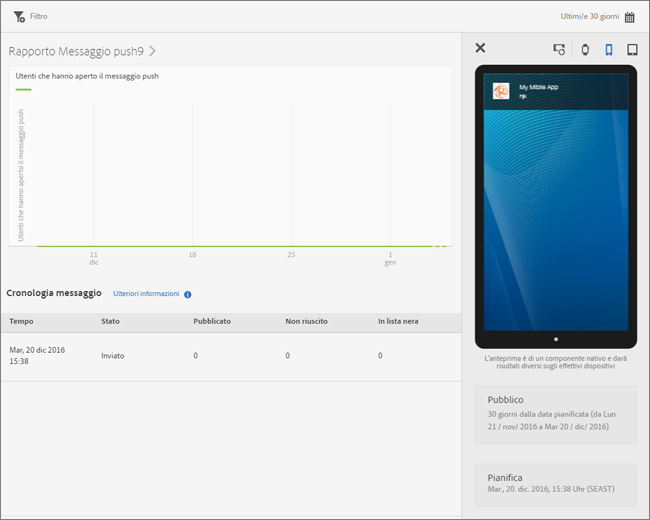 Filtro
Ultimi/e 30 giorni
Rapporto Messaggio push9
Utenti che hanno aperto il messaggio push
Utenti che hanno aperto il messaggio push
11 18 25 1
dic gen
Cronologia messaggio Ulteriori informazioni
Tempo Stato Pubblicato Non riuscito In lista nera
Mar, 20 dic 2016
15:38
Inviato 0 0 0
My Mibile App
hjk
L'anteprima è di un componente nativo e darà
risultati diversi sugli effettivi dispositivi
Pubblico
30 giorni dalla data pianificata (da Lun
21 / nov/ 2016 a Mar 20 / dic/ 2016)
Pianifica
Mar., 20. dic. 2016, 15:38 Uhr (SEAST)